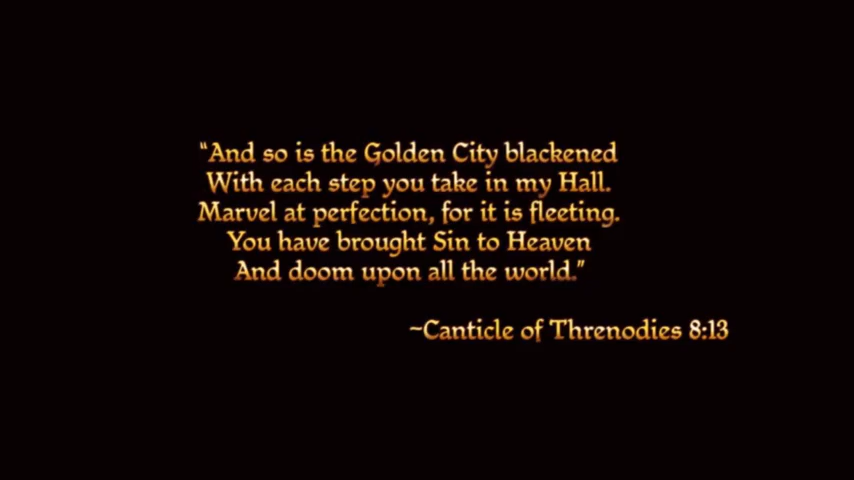 “And so is the Golden City blackened
With each step you take in my Hall.
Marvel at perfection, for it is fleeting.
You have brought Sin to Heaven
And doom upon all the world.”
~Canticle of Threnodies 8:13